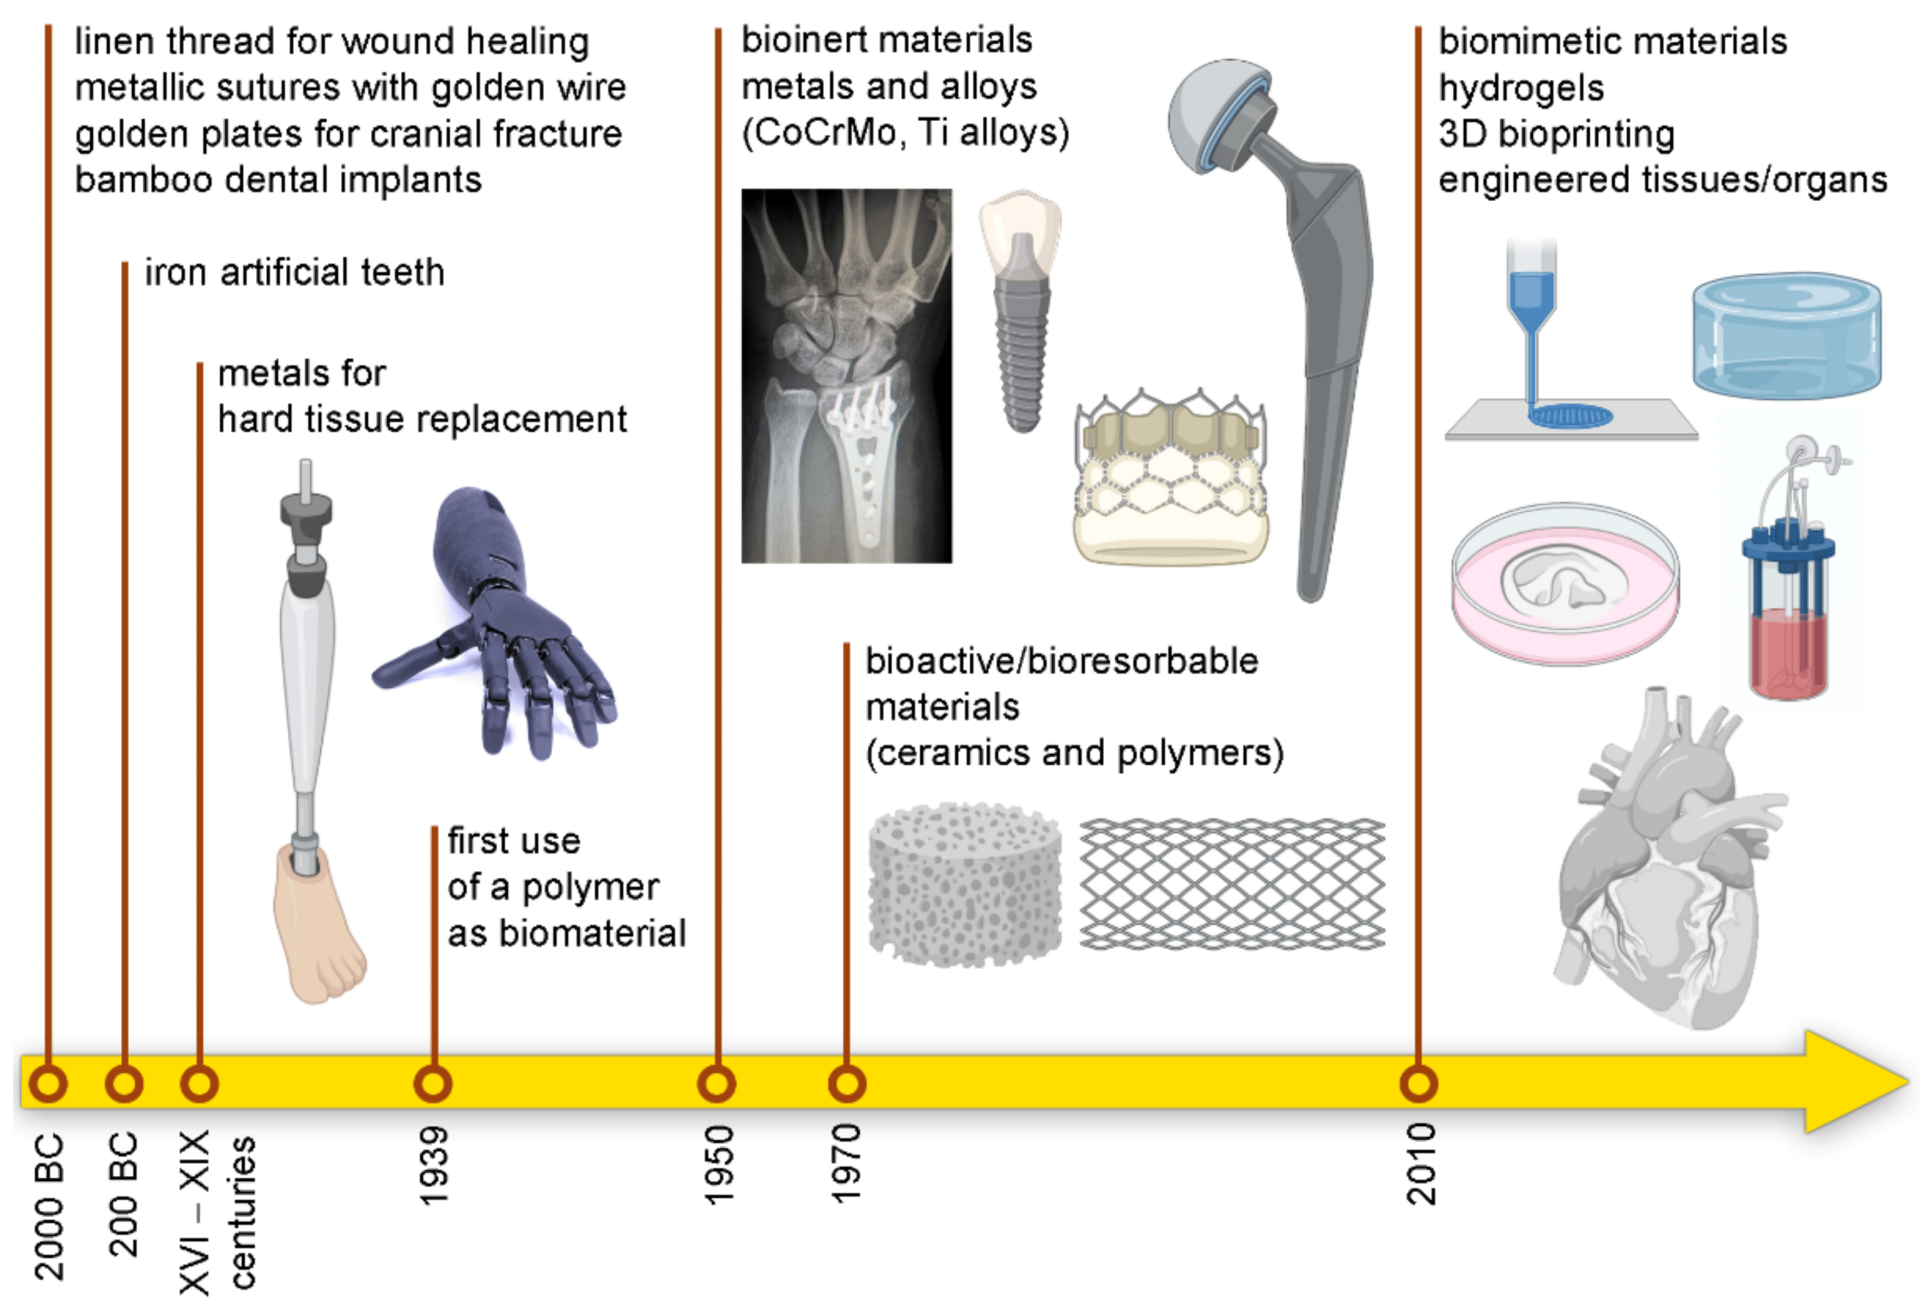 linen thread for wound healing
metallic sutures with golden wire
golden plates for cranial fracture
bamboo dental implants
iron artificial teeth
metals for
hard tissue replacement
first use
of a polymer
as biomaterial
bioinert materials
metals and alloys
(CoCrMo, Ti alloys)
bioactive/bioresorbable
materials
(ceramics and polymers)
biomimetic materials
hydrogels
3D bioprinting
engineered tissues/organs
2000 BC
200 BC
XVI – XIX
centuries
1939
1950
1970
2010